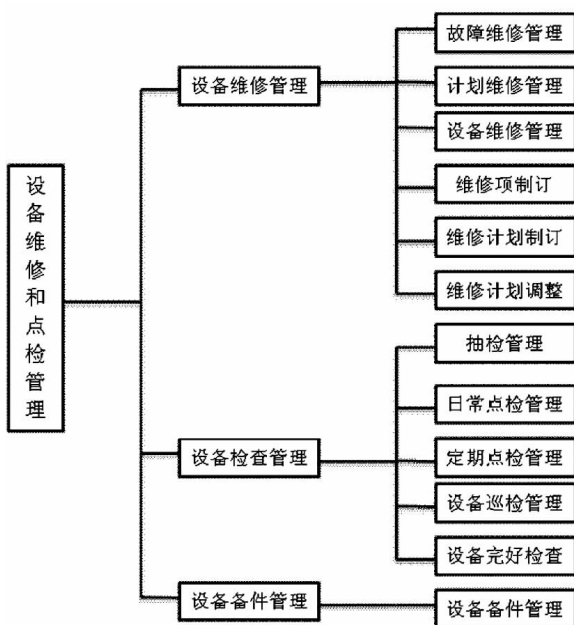 设备维修和点检管理
设备维修管理
故障维修管理
计划维修管理
设备维修管理
维修项制订
维修计划制订
维修计划调整
设备检查管理
抽检管理
日常点检管理
定期点检管理
设备巡检管理
设备完好检查
设备备件管理
设备备件管理